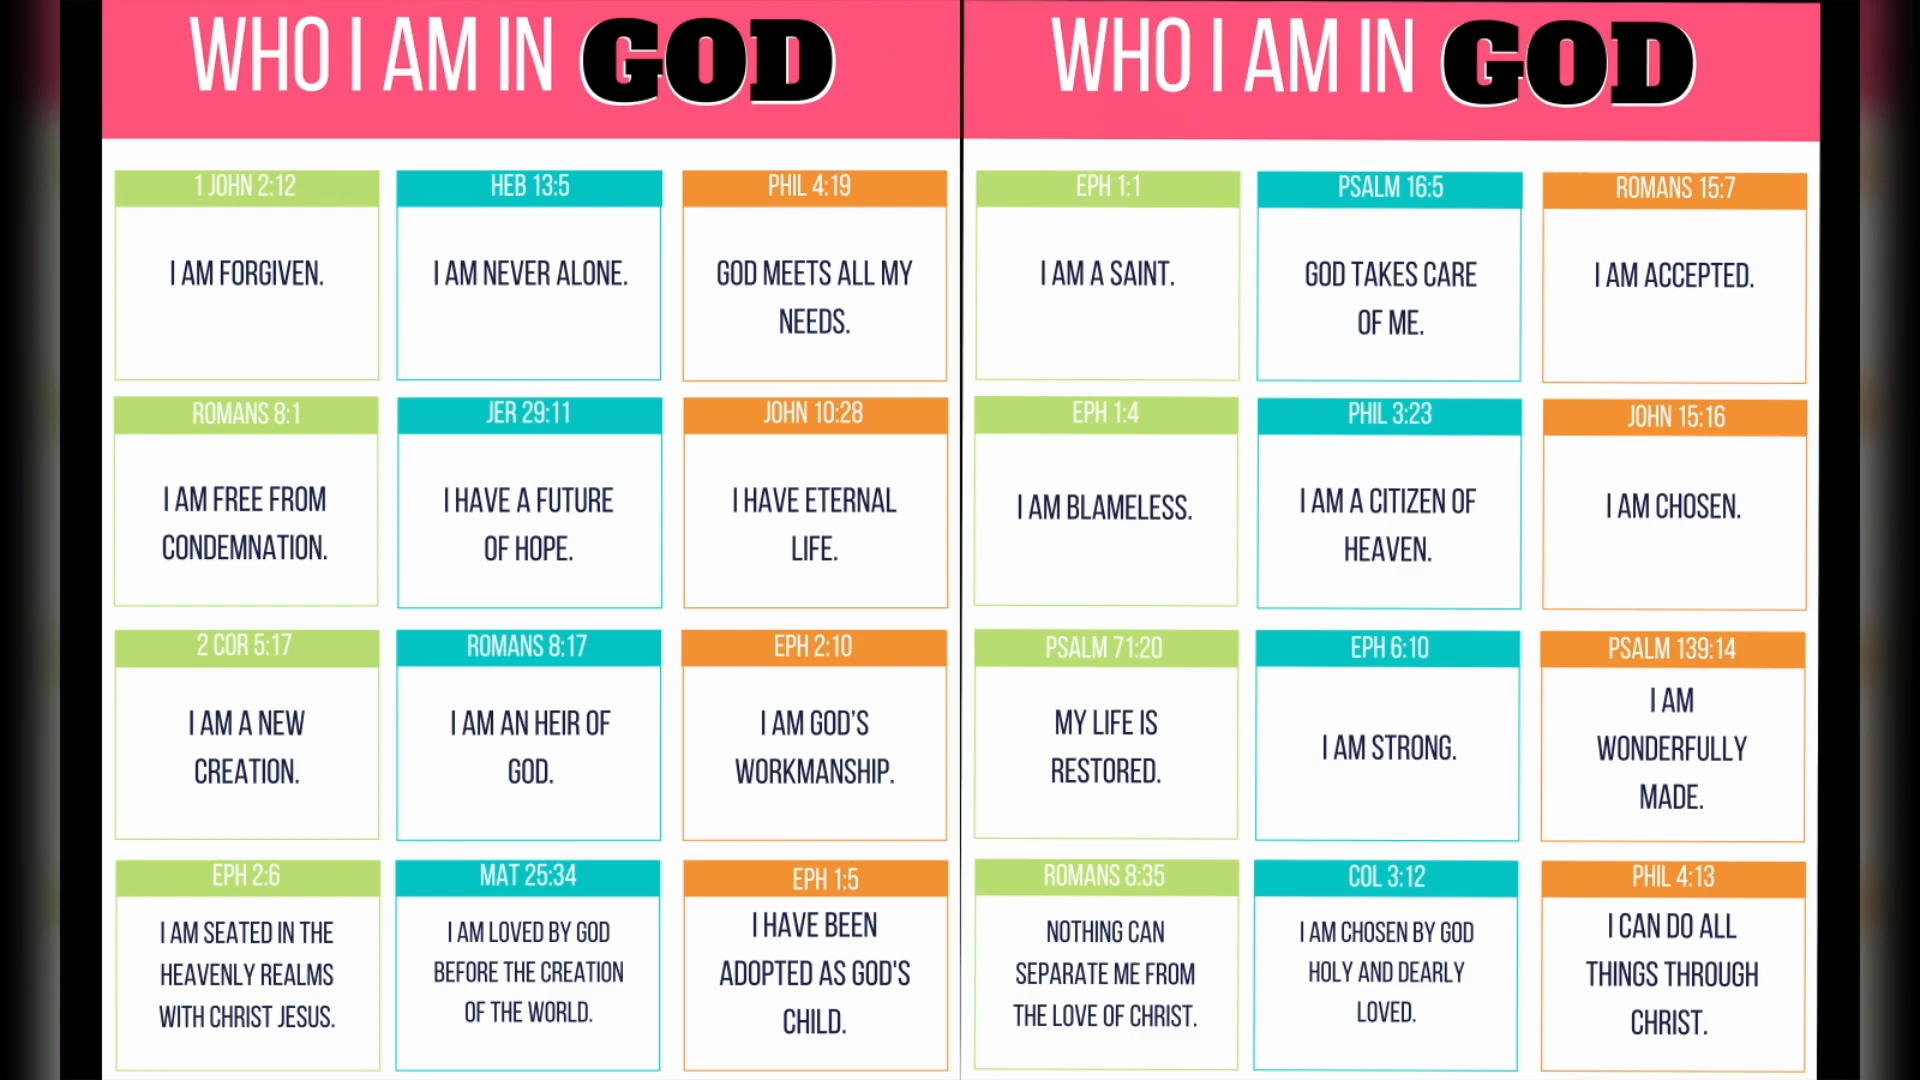 WHO I AM IN GOD
1 JOHN 2:12
I AM FORGIVEN.
HEB 13:5
I AM NEVER ALONE.
PHIL 4:19
GOD MEETS ALL MY
NEEDS.
ROMANS 8:1
I AM FREE FROM
CONDEMNATION.
JER 29:11
I HAVE A FUTURE
OF HOPE.
JOHN 10:28
I HAVE ETERNAL
LIFE.
2 COR 5:17
I AM A NEW
CREATION.
ROMANS 8:17
I AM AN HEIR OF
GOD.
EPH 2:10
I AM GOD'S
WORKMANSHIP.
EPH 2:6
I AM SEATED IN THE
HEAVENLY REALMS
WITH CHRIST JESUS.
MAT 25:34
I AM LOVED BY GOD
BEFORE THE CREATION
OF THE WORLD.
EPH 1:5
I HAVE BEEN
ADOPTED AS GOD'S
CHILD.
WHO I AM IN GOD
EPH 1:1
I AM A SAINT.
PSALM 16:5
GOD TAKES CARE
OF ME.
ROMANS 15:7
I AM ACCEPTED.
EPH 1:4
I AM BLAMELESS.
PHIL 3:23
I AM A CITIZEN OF
HEAVEN.
JOHN 15:16
I AM CHOSEN.
PSALM 71:20
MY LIFE IS
RESTORED.
EPH 6:10
I AM STRONG.
PSALM 139:14
I AM
WONDERFULLY
MADE.
ROMANS 8:35
NOTHING CAN
SEPARATE ME FROM
THE LOVE OF CHRIST.
COL 3:12
I AM CHOSEN BY GOD
HOLY AND DEARLY
LOVED.
PHIL 4:13
I CAN DO ALL
THINGS THROUGH
CHRIST.